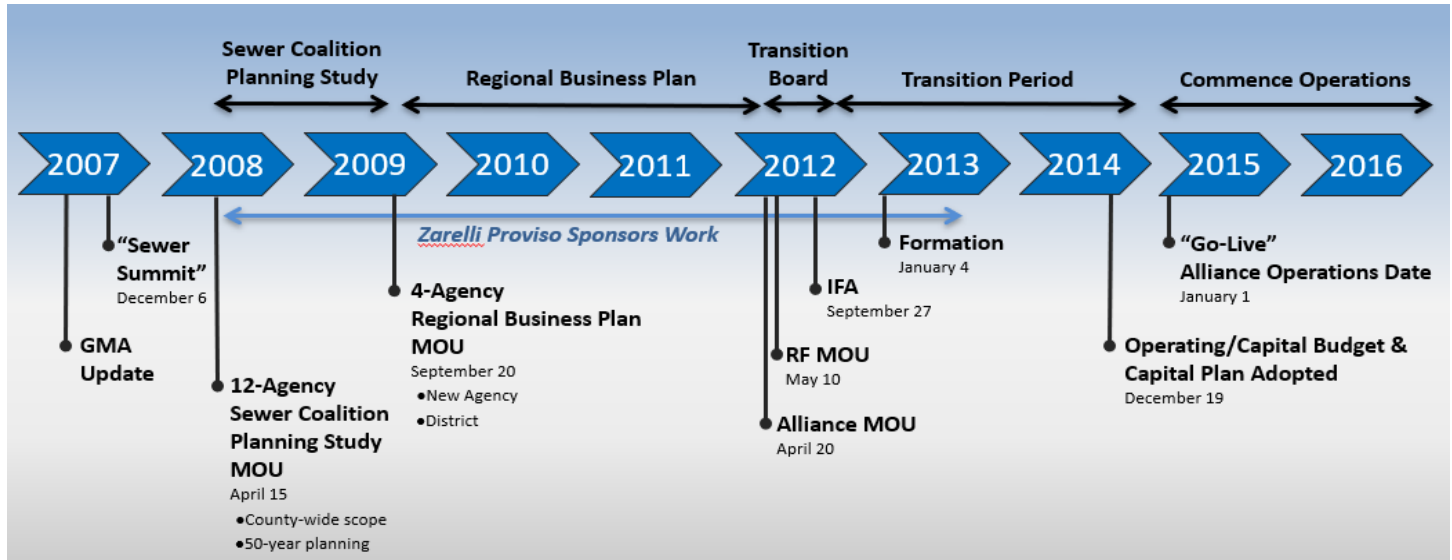 Sewer Coalition
Planning Study
Regional Business Plan
Transition
Board
Transition Period
Commence Operations
2007
2008
2009
2010
2011
2012
2013
2014
2015
2016
Zarelli Proviso Sponsors Work
“Sewer
Summit”
December 6
GMA
Update
12-Agency
Sewer Coalition
Planning Study
MOU
April 15
●County-wide scope
●50-year planning
4-Agency
Regional Business Plan
MOU
September 20
●New Agency
●District
Alliance MOU
April 20
RF MOU
May 10
IFA
September 27
Formation
January 4
Operating/Capital Budget &
Capital Plan Adopted
December 19
“Go-Live”
Alliance Operations Date
January 1